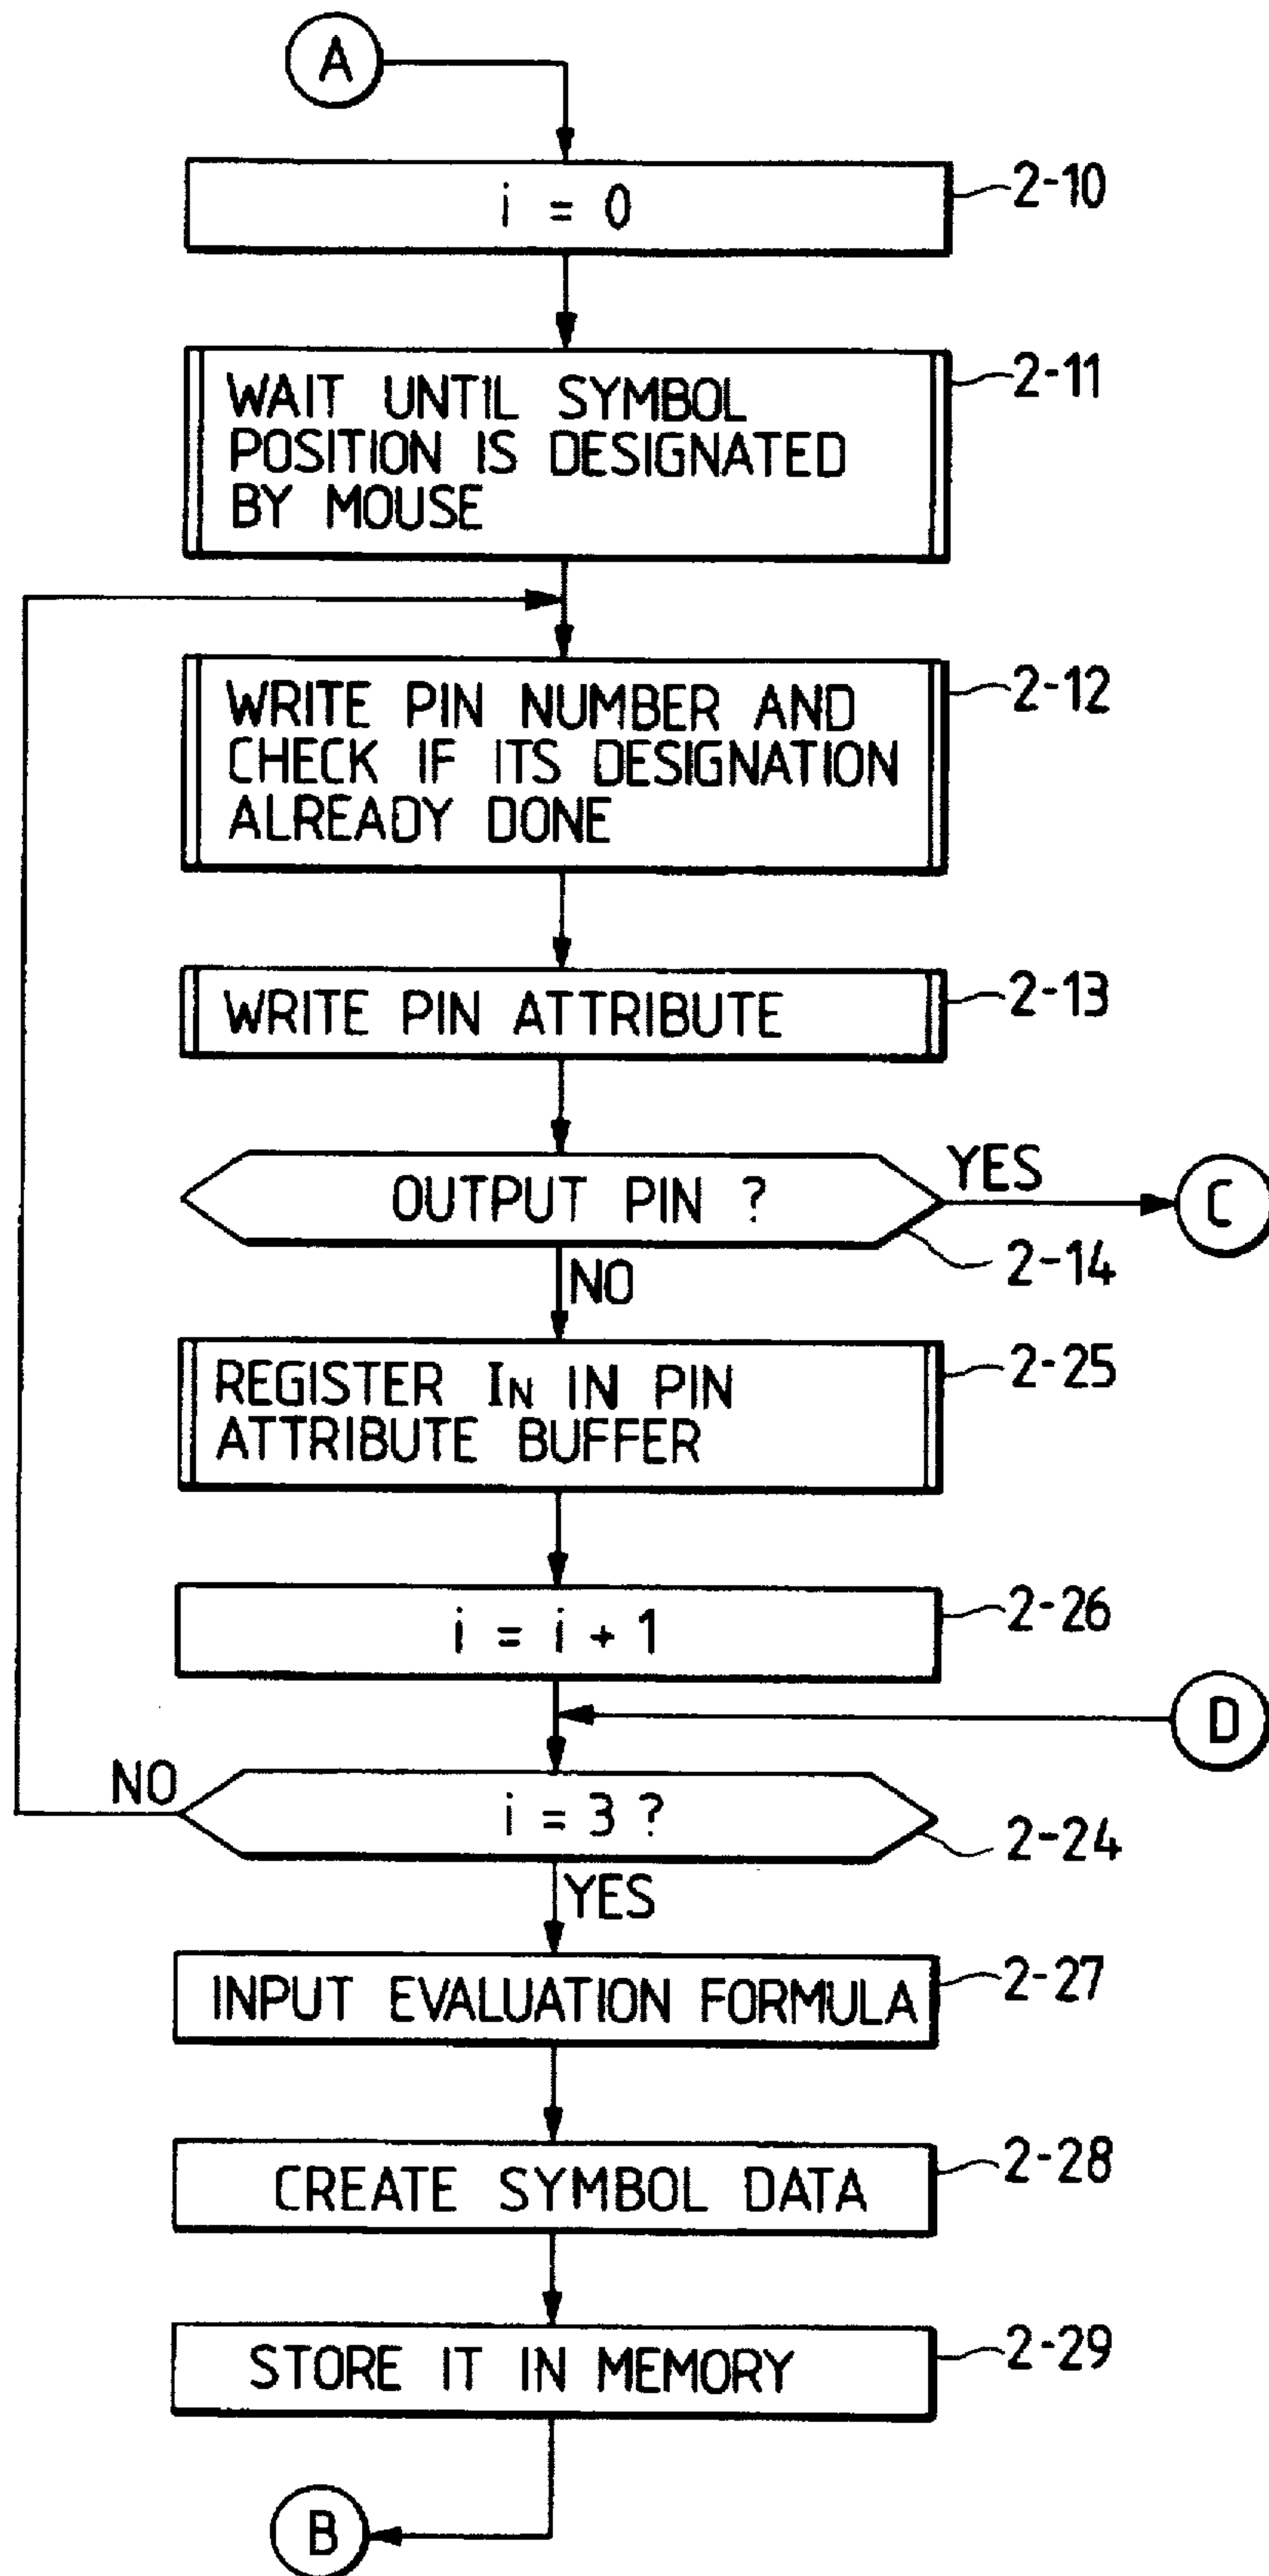 A
i = 0
2-10
WAIT UNTIL SYMBOL
POSITION IS DESIGNATED
BY MOUSE
2-11
WRITE PIN NUMBER AND
CHECK IF ITS DESIGNATION
ALREADY DONE
2-12
WRITE PIN ATTRIBUTE
2-13
OUTPUT PIN ?
YES
C
2-14
NO
REGISTER IN IN PIN
ATTRIBUTE BUFFER
2-25
i = i + 1
2-26
D
NO
i = 3 ?
2-24
YES
INPUT EVALUATION FORMULA
2-27
CREATE SYMBOL DATA
2-28
STORE IT IN MEMORY
2-29
B